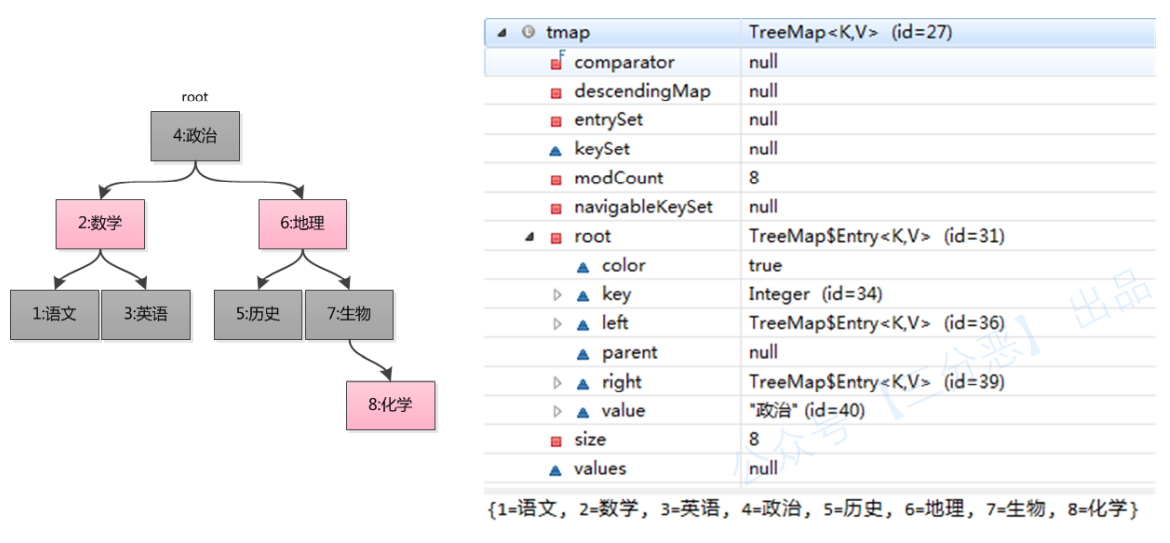 root
4:政治
2:数学 6:地理
1:语文 3:英语 5:历史 7:生物
8:化学
tmap TreeMap<K,V> (id=27)
comparator null
descendingMap null
entrySet null
keySet null
modCount 8
navigableKeySet null
root TreeMap$Entry<K,V> (id=31)
color true
key Integer (id=34)
left TreeMap$Entry<K,V> (id=36)
parent null
right TreeMap$Entry<K,V> (id=39)
value "政治" (id=40)
size 8
values null
{1=语文, 2=数学, 3=英语, 4=政治, 5=历史, 6=地理, 7=生物, 8=化学}
公众号【三分恶】出品